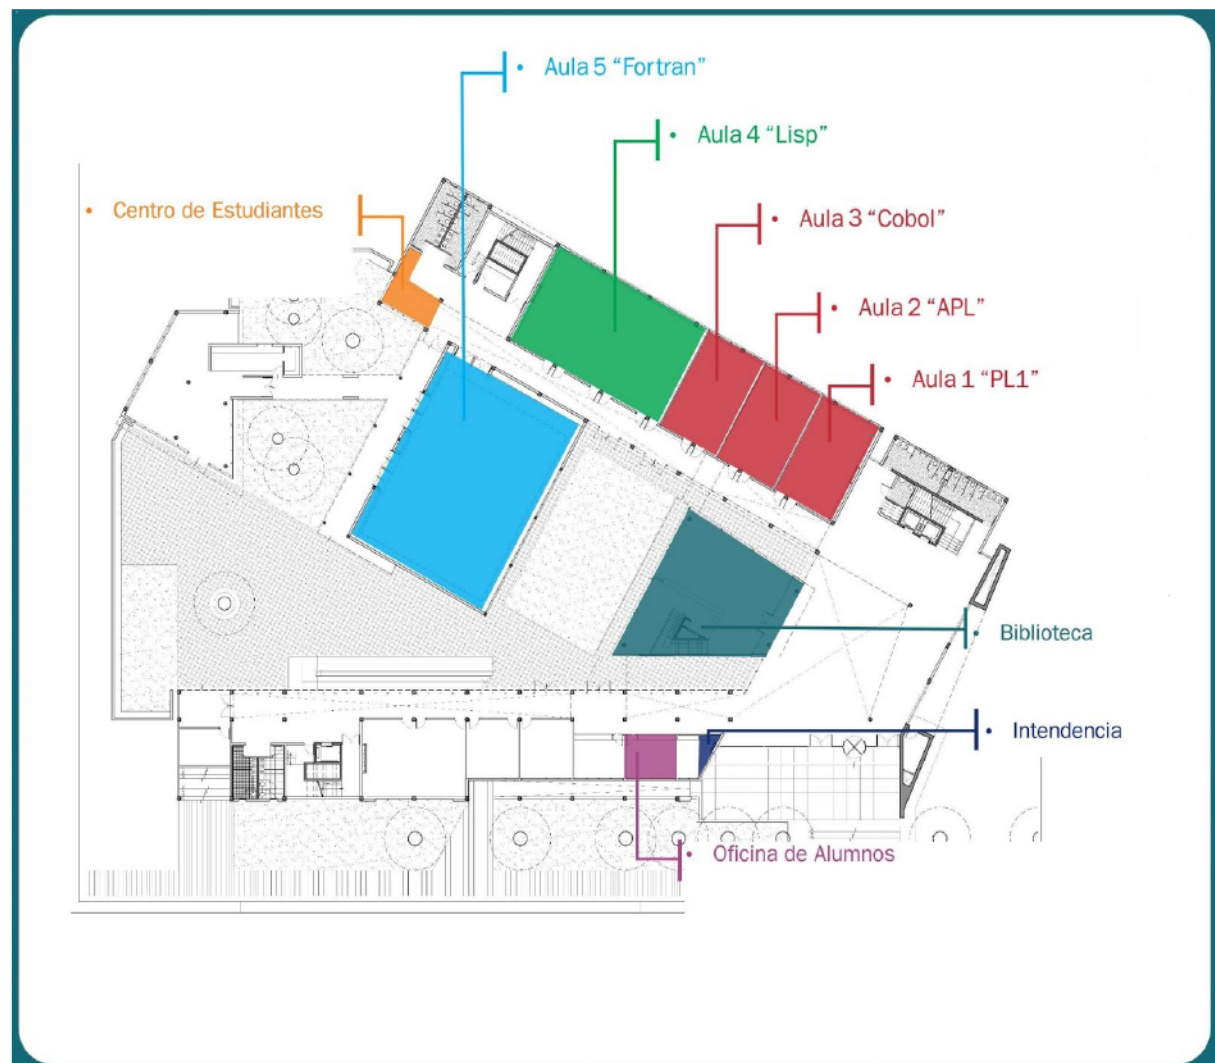 Aula 5 “Fortran”
Aula 4 “Lisp”
Centro de Estudiantes
Aula 3 “Cobol”
Aula 2 “APL”
Aula 1 “PL1”
Biblioteca
Intendencia
Oficina de Alumnos